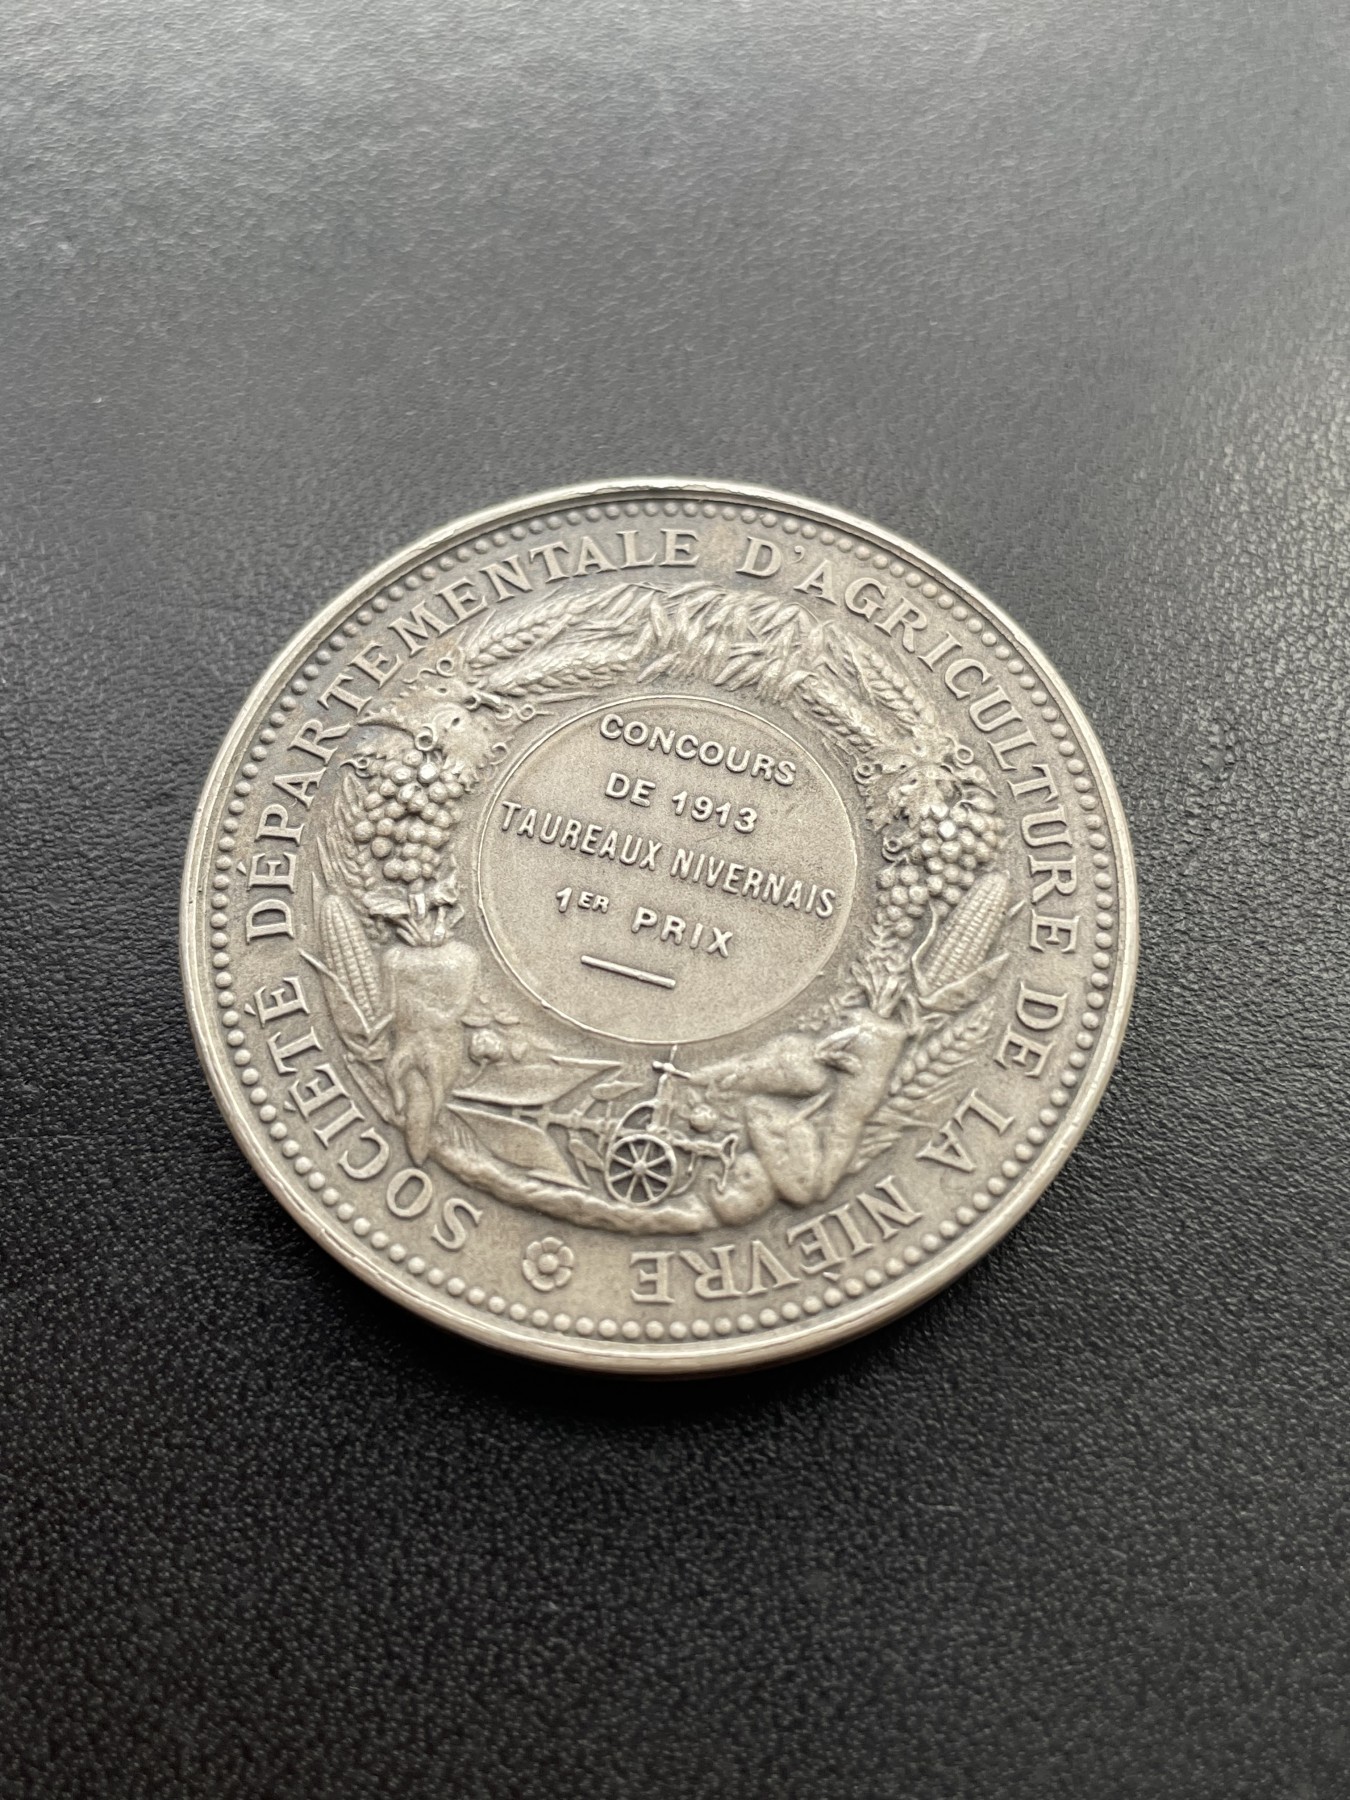 SOCIÉTÉ DÉPARTEMENTALE D'AGRICULTURE DE LA NIÈVRE
CONCOURS
DE 1913
TAUREAUX NIVERNAIS
1ER PRIX